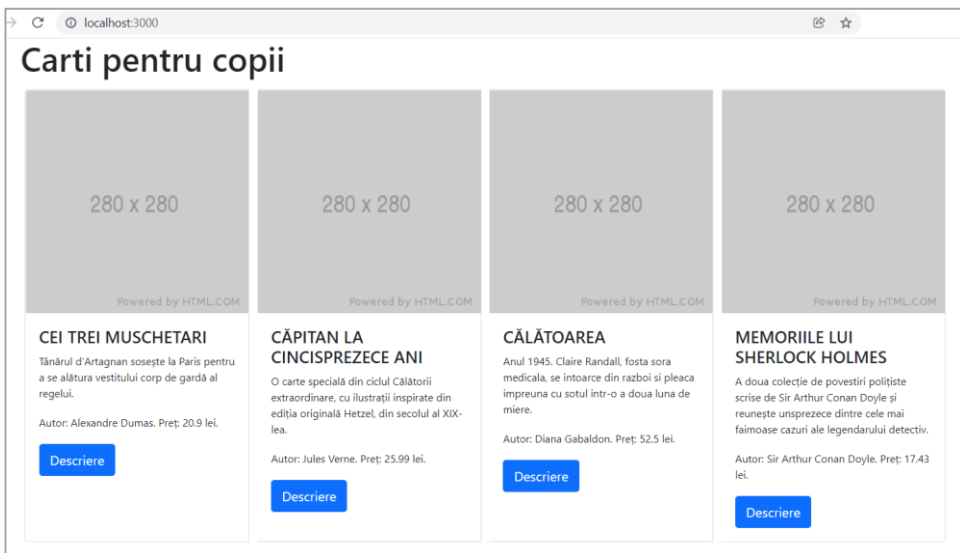 localhost:3000
Carti pentru copii
280 x 280
Powered by HTML.COM
CEI TREI MUSCHETARI
Tânărul d'Artagnan sosește la Paris pentru
a se alătura vestitului corp de gardă al
regelui.
Autor: Alexandre Dumas. Preț: 20.9 lei.
Descriere
280 x 280
Powered by HTML.COM
CĂPITAN LA
CINCISPREZECE ANI
O carte specială din ciclul Călătorii
extraordinare, cu ilustrații inspirate din
ediția originală Hetzel, din secolul al XIX-
lea.
Autor: Jules Verne. Preț: 25.99 lei.
Descriere
280 x 280
Powered by HTML.COM
CĂLĂTOAREA
Anul 1945. Claire Randall, fosta sora
medicala, se intoarce din razboi si pleaca
impreuna cu sotul intr-o a doua luna de
miere.
Autor: Diana Gabaldon. Preț: 52.5 lei.
Descriere
280 x 280
Powered by HTML.COM
MEMORIILE LUI
SHERLOCK HOLMES
A doua colecție de povestiri polițiste
scrise de Sir Arthur Conan Doyle și
reunește unsprezece dintre cele mai
faimoase cazuri ale legendarului detectiv.
Autor: Sir Arthur Conan Doyle. Preț: 17.43
lei.
Descriere